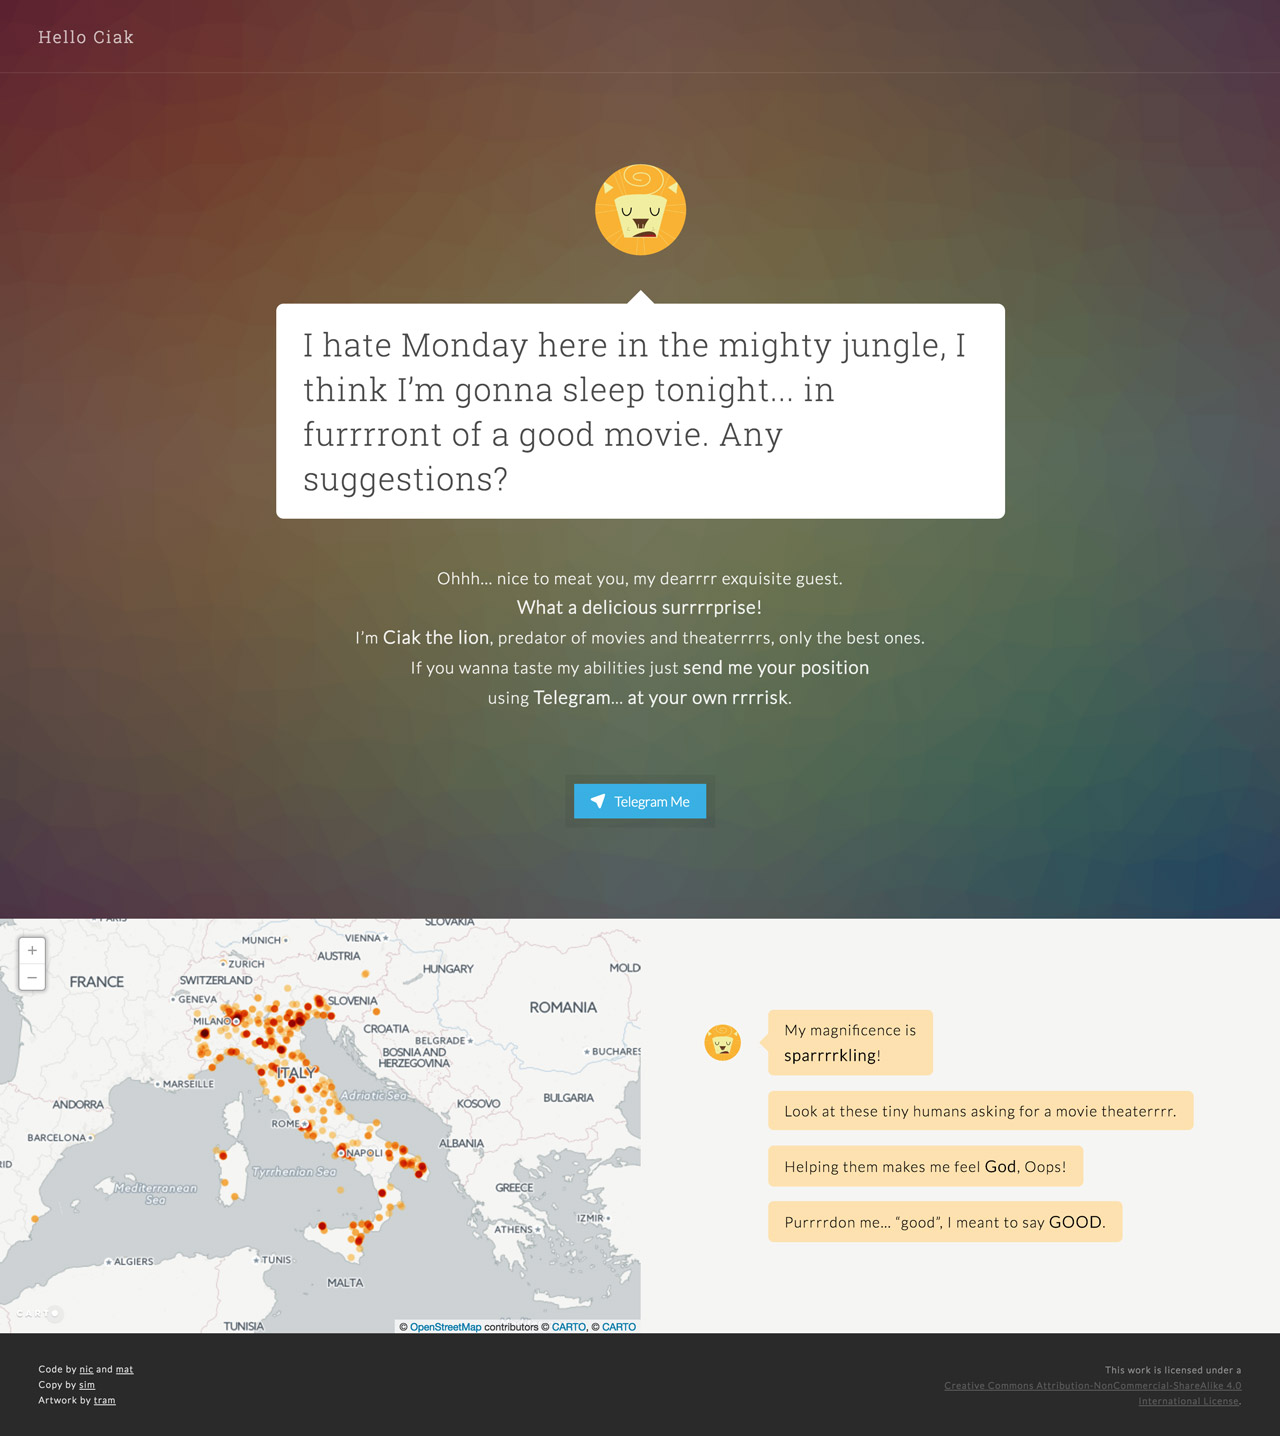 Hello Ciak
I hate Monday here in the mighty jungle, I
think I’m gonna sleep tonight... in
furrrront of a good movie. Any
suggestions?
Ohhh... nice to meat you, my dearrrr exquisite guest.
What a delicious surrrrprise!
I’m Ciak the lion, predator of movies and theaterrrrs, only the best ones.
If you wanna taste my abilities just send me your position
using Telegram... at your own rrrrisk.
Telegram Me
+
−
PARIS
SLOVAKIA
MUNICH
VIENNA
ZURICH
AUSTRIA
FRANCE
SWITZERLAND
HUNGARY
MOLD
GENEVA
SLOVENIA
ROMANIA
MILANO
CROATIA
BELGRADE
BOSNIA AND
HERZEGOVINA
BUCHARES
ITALY
MARSEILLE
ANDORRA
Adriatic Sea
KOSOVO
BULGARIA
ROME
BARCELONA
ALBANIA
NAPOLI
RID
Tyrrhenian Sea
Mediterranean
Sea
GREECE
IZMIR
ATHENS
ALGIERS
TUNIS
MALTA
CARTO
TUNISIA
© OpenStreetMap contributors © CARTO, © CARTO
My magnificence is
sparrrrkling!
Look at these tiny humans asking for a movie theaterrrr.
Helping them makes me feel God, Oops!
Purrrrdon me... “good”, I meant to say GOOD.
Code by nic and mat
Copy by sim
Artwork by tram
This work is licensed under a
Creative Commons Attribution-NonCommercial-ShareAlike 4.0
International License.